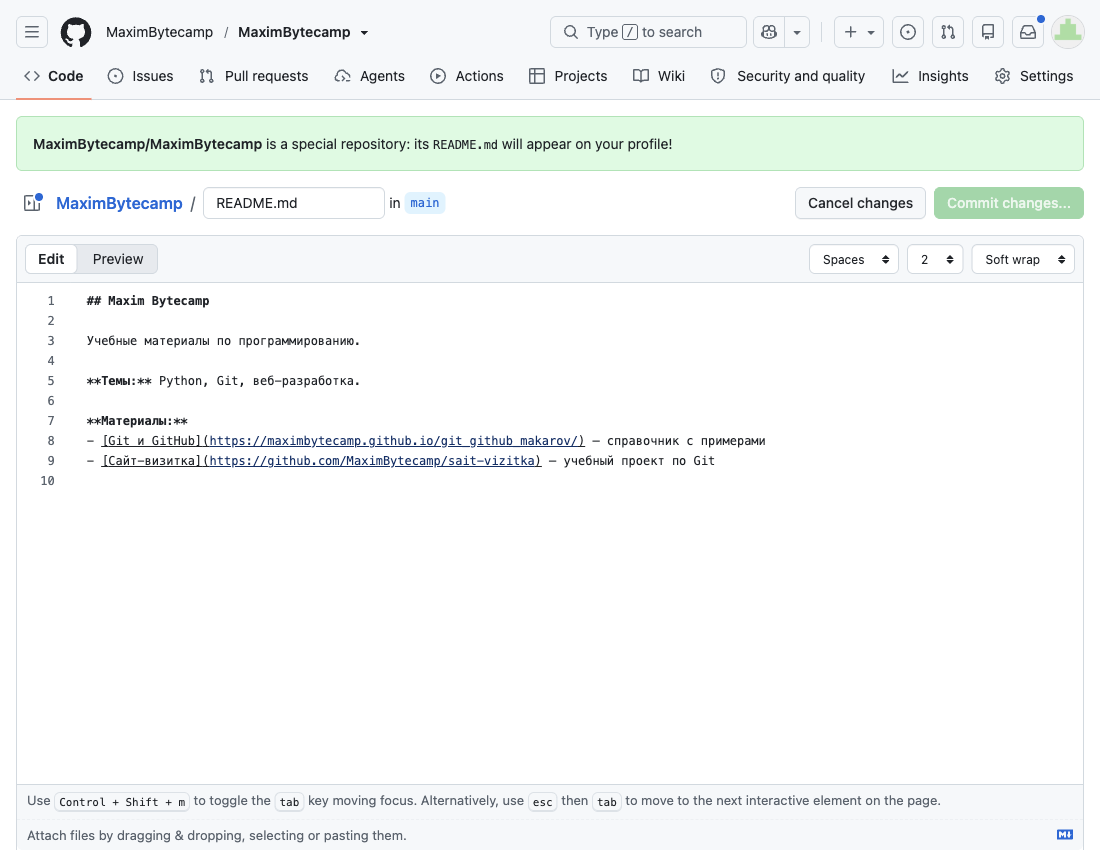 MaximBytecamp / MaximBytecamp
Type / to search
Code Issues Pull requests Agents Actions Projects Wiki Security and quality Insights Settings
MaximBytecamp/MaximBytecamp is a special repository: its README.md will appear on your profile!
MaximBytecamp / README.md in main Cancel changes Commit changes...
Edit Preview Spaces 2 Soft wrap
1 ## Maxim Bytecamp
2
3 Учебные материалы по программированию.
4
5 **Темы:** Python, Git, веб-разработка.
6
7 **Материалы:**
8 - [Git и GitHub](https://maximbytecamp.github.io/git_github_makarov/) — справочник с примерами
9 - [Сайт-визитка](https://github.com/MaximBytecamp/sait-vizitka) — учебный проект по Git
10
Use Control + Shift + m to toggle the tab key moving focus. Alternatively, use esc then tab to move to the next interactive element on the page.
Attach files by dragging & dropping, selecting or pasting them.